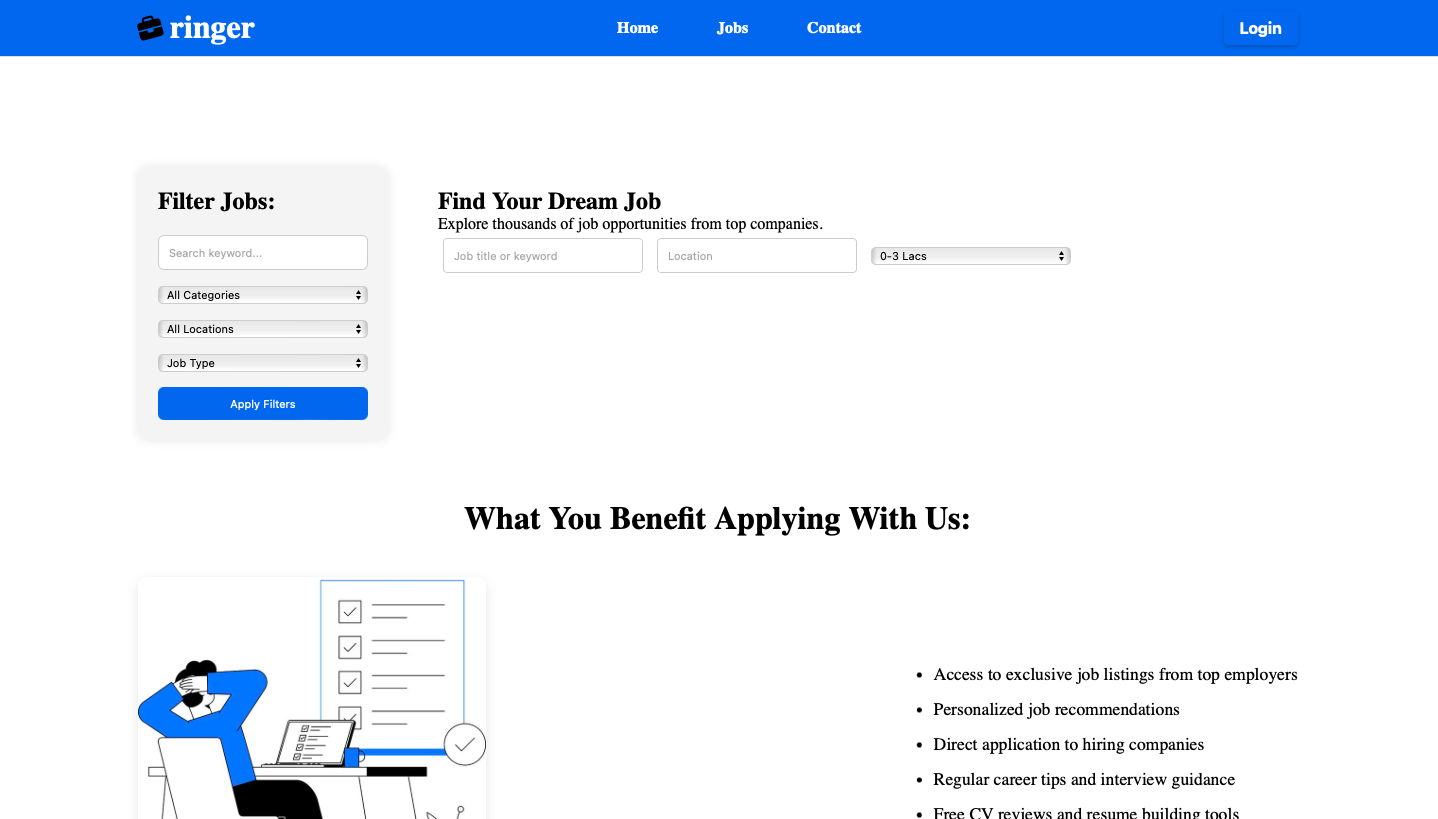 ringer
Home
Jobs
Contact
Login
Filter Jobs:
Search keyword...
All Categories
All Locations
Job Type
Apply Filters
Find Your Dream Job
Explore thousands of job opportunities from top companies.
Job title or keyword
Location
0-3 Lacs
What You Benefit Applying With Us:
• Access to exclusive job listings from top employers
• Personalized job recommendations
• Direct application to hiring companies
• Regular career tips and interview guidance
• Free CV reviews and resume building tools